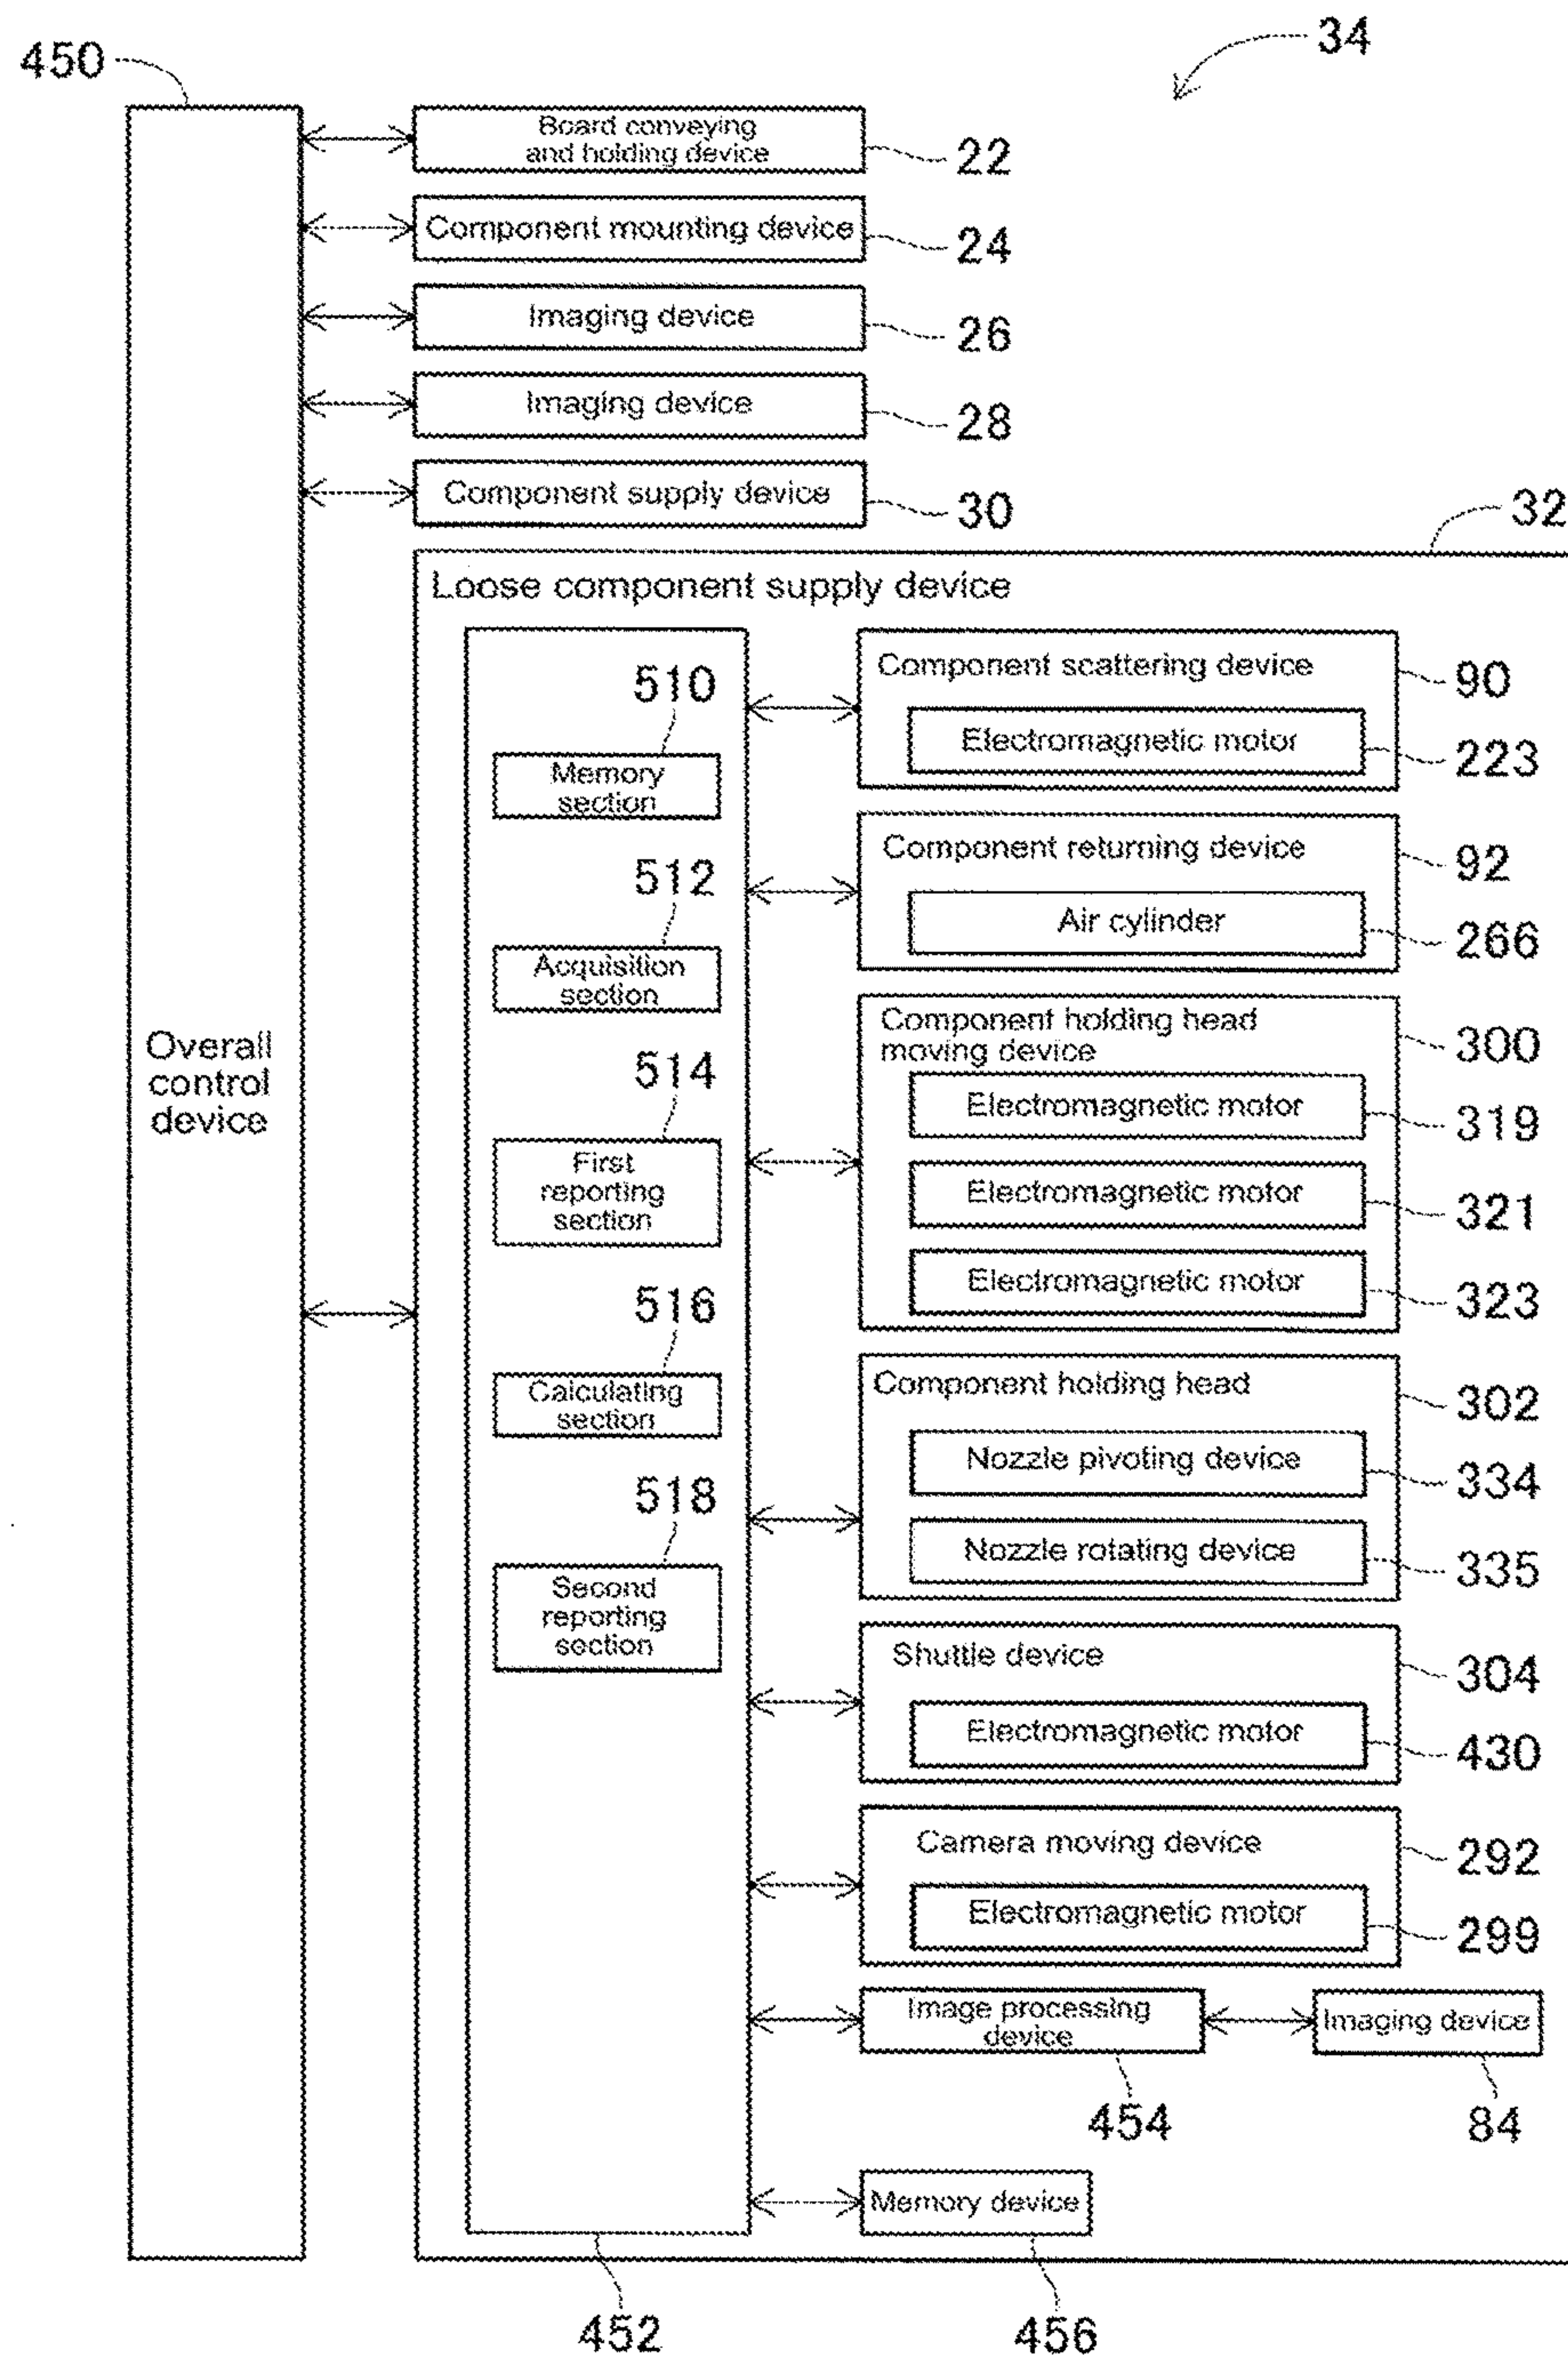 34
450
Board conveying
and holding device
22
Component mounting device
24
Imaging device
26
Imaging device
28
Component supply device
30
32
Loose component supply device
Overall
control
device
510
Memory
section
512
Acquisition
section
514
First
reporting
section
516
Calculating
section
518
Second
reporting
section
Component scattering device
90
Electromagnetic motor
223
Component returning device
92
Air cylinder
266
Component holding head
moving device
300
Electromagnetic motor
319
Electromagnetic motor
321
Electromagnetic motor
323
Component holding head
302
Nozzle pivoting device
334
Nozzle rotating device
335
Shuttle device
304
Electromagnetic motor
430
Camera moving device
292
Electromagnetic motor
299
Image processing
device
Imaging device
454
84
Memory device
452
456